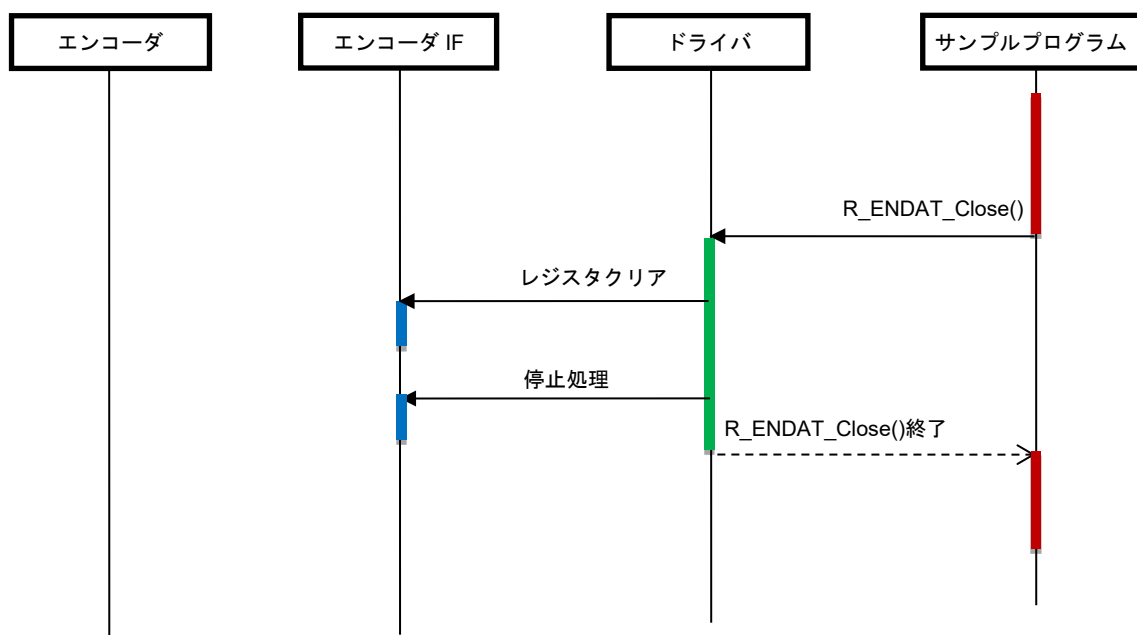 エンコーダ
エンコーダ IF
ドライバ
サンプルプログラム
R_ENDAT_Close()
レジスタクリア
停止処理
R_ENDAT_Close()終了